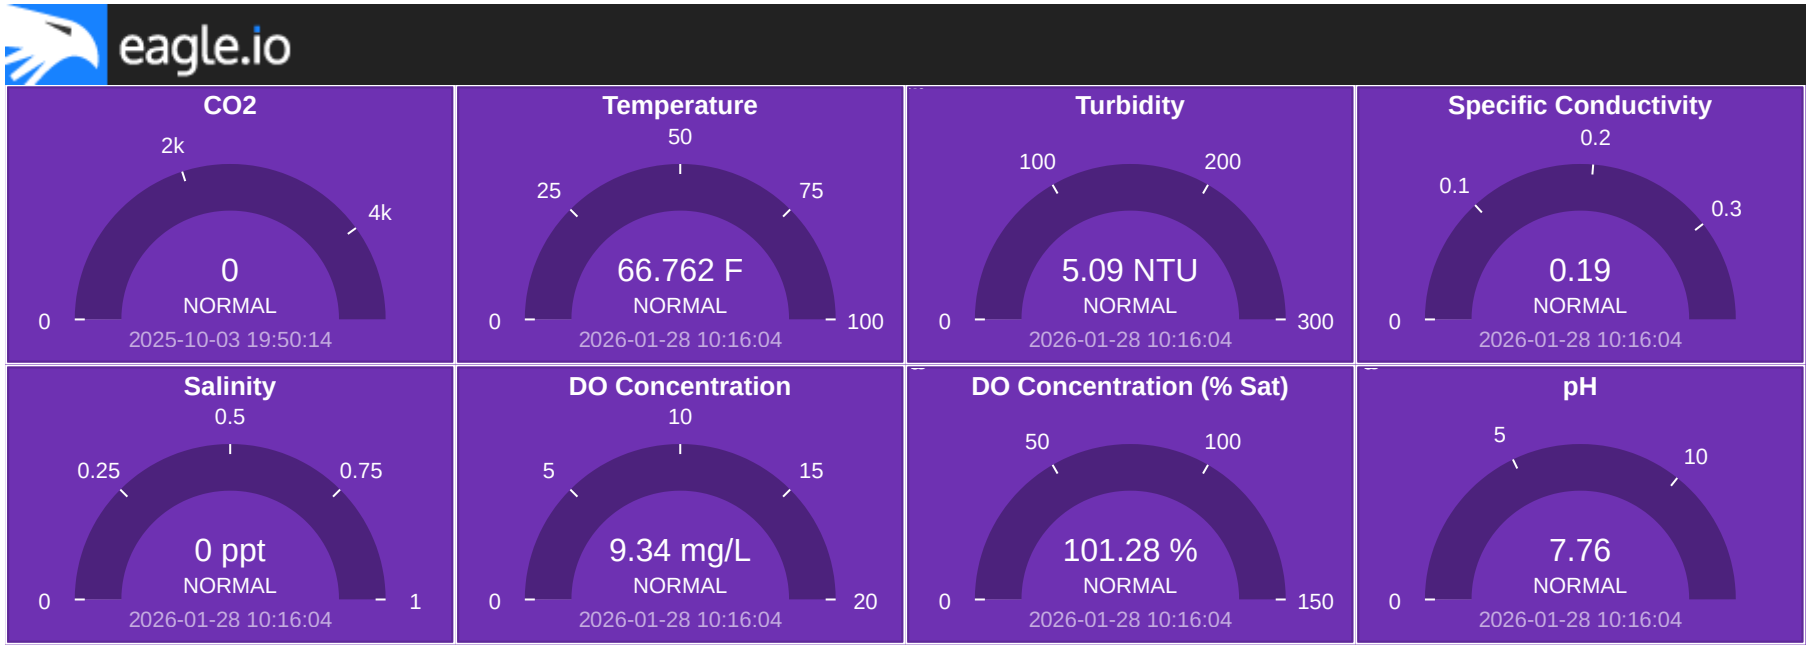 eagle.io
CO2
2k
4k
0
0
NORMAL
2025-10-03 19:50:14
Temperature
50
25
75
66.762 F
NORMAL
0
100
2026-01-28 10:16:04
Turbidity
100
200
5.09 NTU
NORMAL
0
300
2026-01-28 10:16:04
Specific Conductivity
0.2
0.1
0.3
0.19
NORMAL
0
2026-01-28 10:16:04
Salinity
0.5
0.25
0.75
0 ppt
NORMAL
0
1
2026-01-28 10:16:04
DO Concentration
10
5
15
9.34 mg/L
NORMAL
0
20
2026-01-28 10:16:04
DO Concentration (% Sat)
50
100
101.28 %
NORMAL
0
150
2026-01-28 10:16:04
pH
5
10
7.76
NORMAL
0
2026-01-28 10:16:04